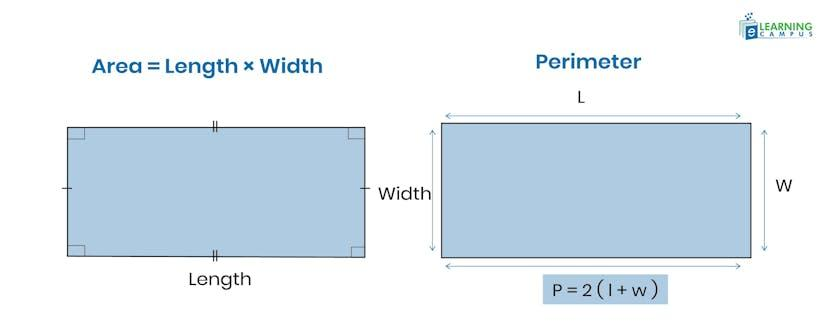 LEARNING
CAMPUS
Area = Length × Width
Perimeter
L
Width
W
Length
P = 2 ( l + w )